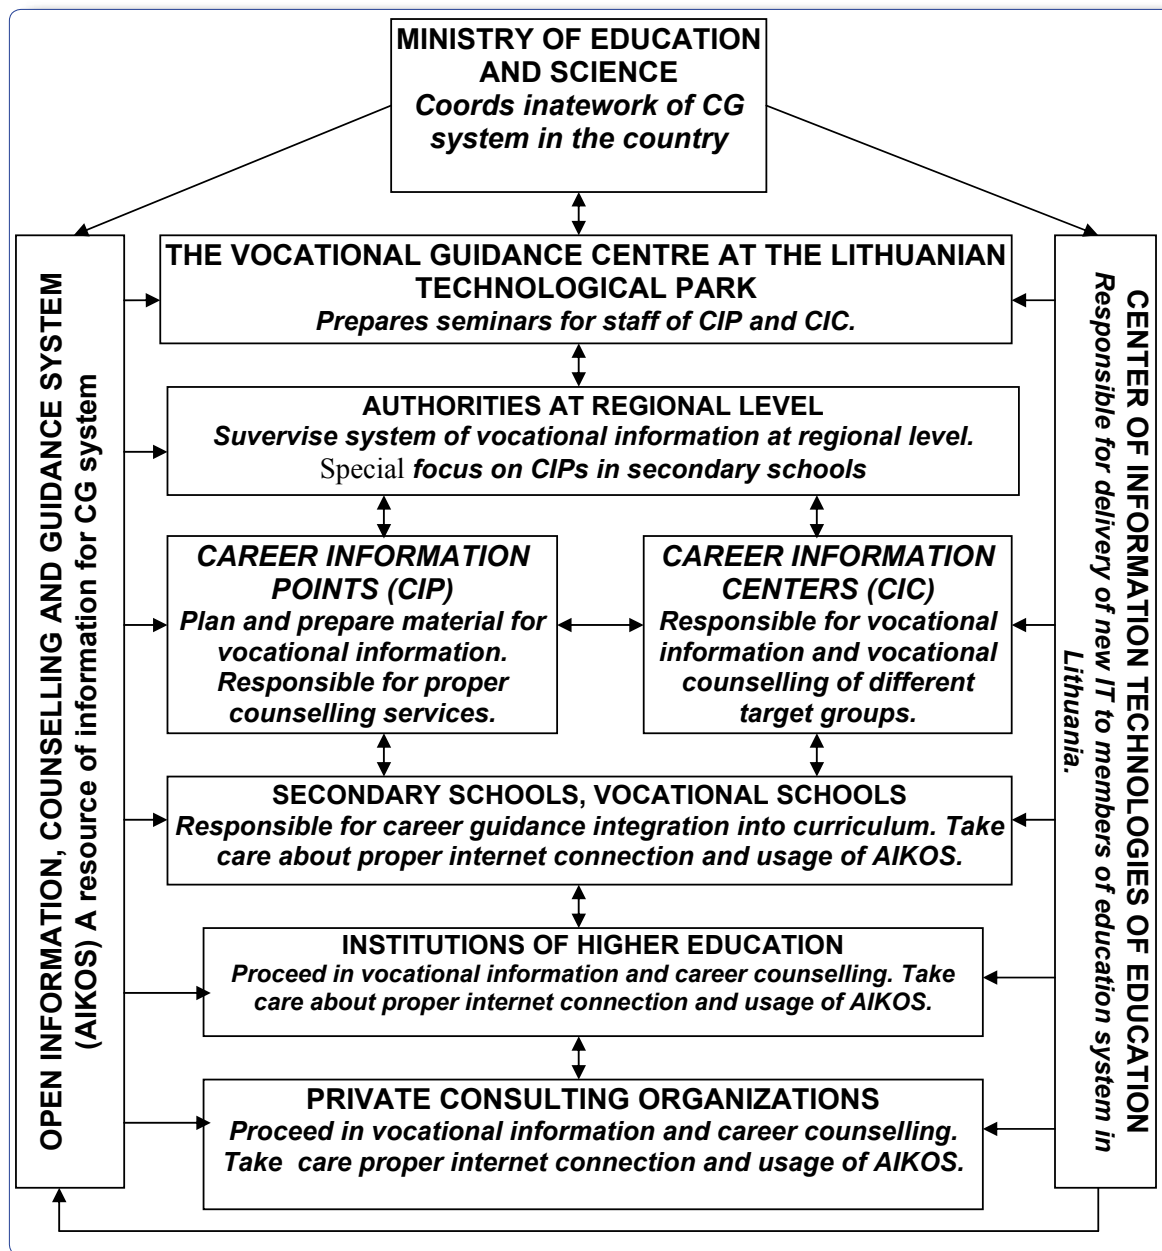 MINISTRY OF EDUCATION
AND SCIENCE
Coords inatework of CG
system in the country
OPEN INFORMATION, COUNSELLING AND GUIDANCE SYSTEM
(AIKOS) A resource of information for CG system
THE VOCATIONAL GUIDANCE CENTRE AT THE LITHUANIAN
TECHNOLOGICAL PARK
Prepares seminars for staff of CIP and CIC.
AUTHORITIES AT REGIONAL LEVEL
Suvervise system of vocational information at regional level.
Special focus on CIPs in secondary schools
CAREER INFORMATION
POINTS (CIP)
Plan and prepare material for
vocational information.
Responsible for proper
counselling services.
CAREER INFORMATION
CENTERS (CIC)
Responsible for vocational
information and vocational
counselling of different
target groups.
SECONDARY SCHOOLS, VOCATIONAL SCHOOLS
Responsible for career guidance integration into curriculum. Take
care about proper internet connection and usage of AIKOS.
INSTITUTIONS OF HIGHER EDUCATION
Proceed in vocational information and career counselling. Take
care about proper internet connection and usage of AIKOS.
PRIVATE CONSULTING ORGANIZATIONS
Proceed in vocational information and career counselling.
Take care proper internet connection and usage of AIKOS.
CENTER OF INFORMATION TECHNOLOGIES OF EDUCATION
Responsible for delivery of new IT to members of education system in
Lithuania.